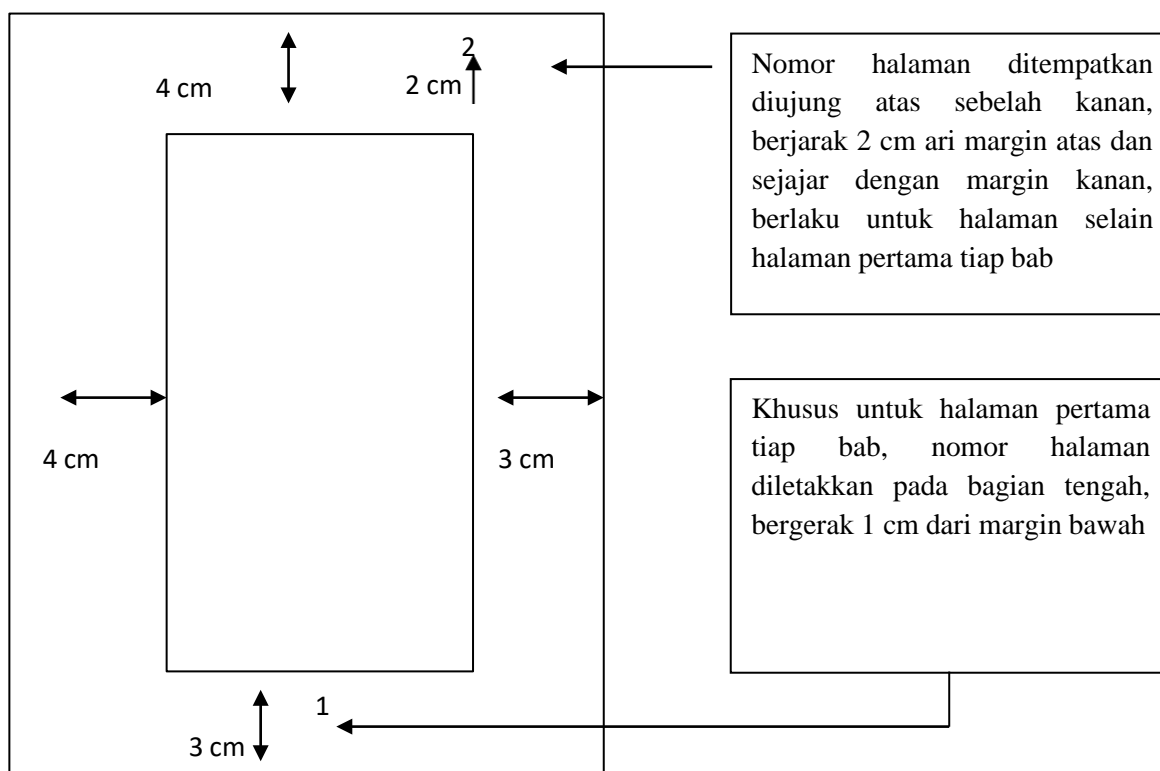 2
4 cm
2 cm
Nomor halaman ditempatkan
diujung atas sebelah kanan,
berjarak 2 cm ari margin atas dan
sejajar dengan margin kanan,
berlaku untuk halaman selain
halaman pertama tiap bab
4 cm
3 cm
Khusus untuk halaman pertama
tiap bab, nomor halaman
diletakkan pada bagian tengah,
bergerak 1 cm dari margin bawah
1
3 cm